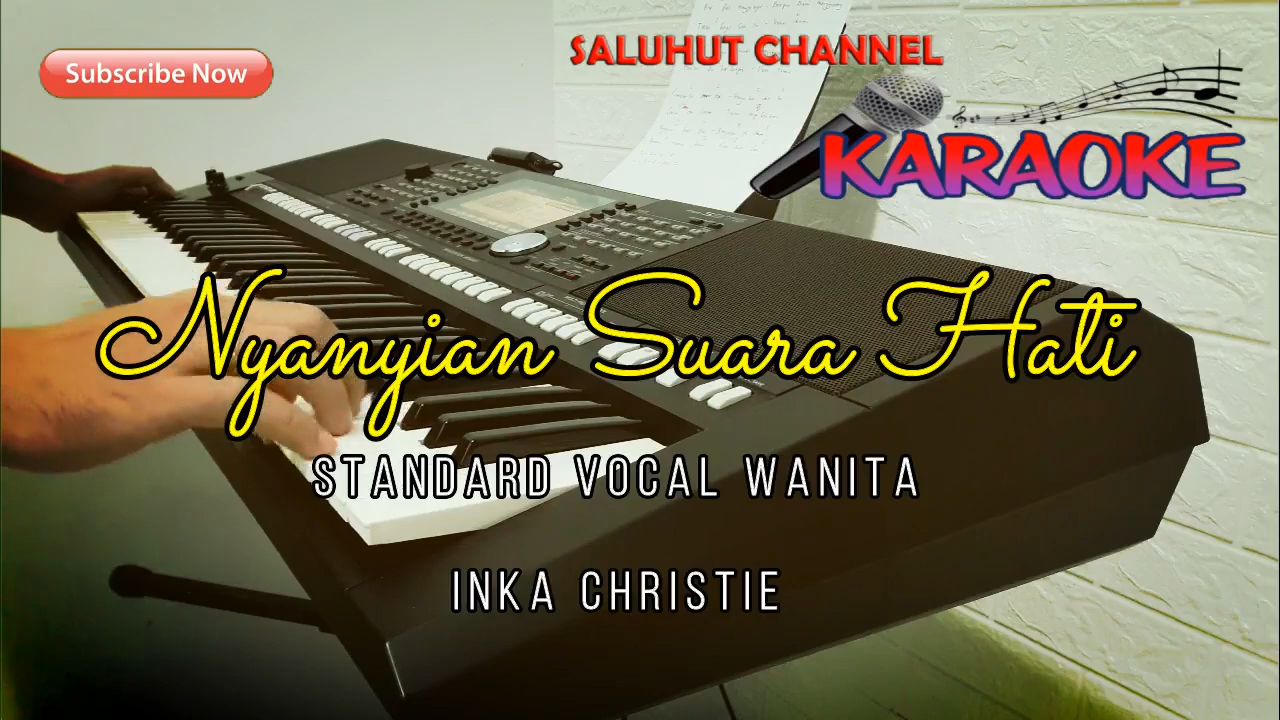 Subscribe Now
SALUHUT CHANNEL
KARAOKE
Nyanyian Suara Hati
STANDARD VOCAL WANITA
INKA CHRISTIE